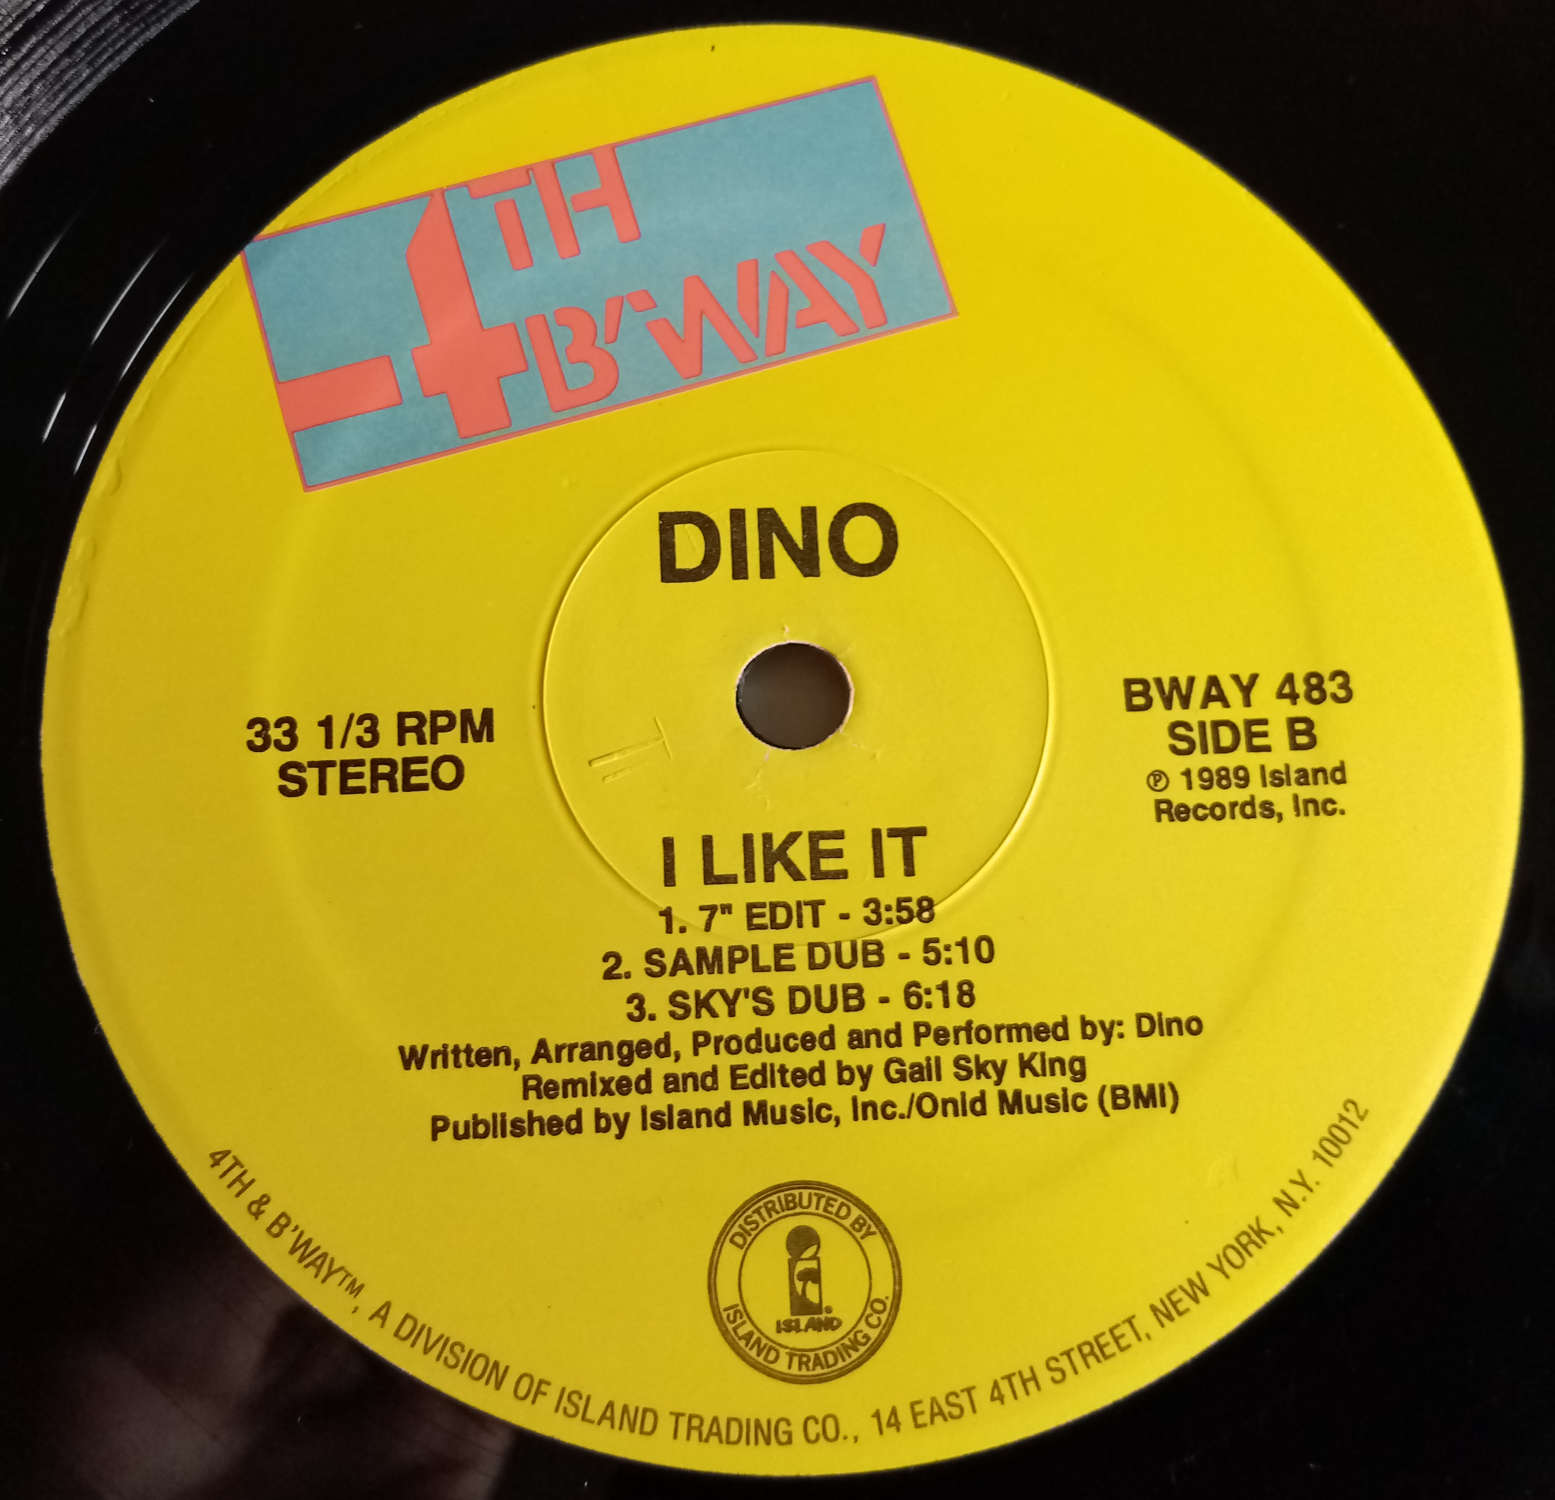 4TH
B'WAY
DINO
33 1/3 RPM
STEREO
BWAY 483
SIDE B
℗ 1989 Island
Records, Inc.
I LIKE IT
1. 7" EDIT - 3:58
2. SAMPLE DUB - 5:10
3. SKY'S DUB - 6:18
Written, Arranged, Produced and Performed by: Dino
Remixed and Edited by Gail Sky King
Published by Island Music, Inc./Onid Music (BMI)
DISTRIBUTED BY
ISLAND
ISLAND TRADING CO.
4TH & B'WAY™, A DIVISION OF ISLAND TRADING CO., 14 EAST 4TH STREET, NEW YORK, N.Y. 10012